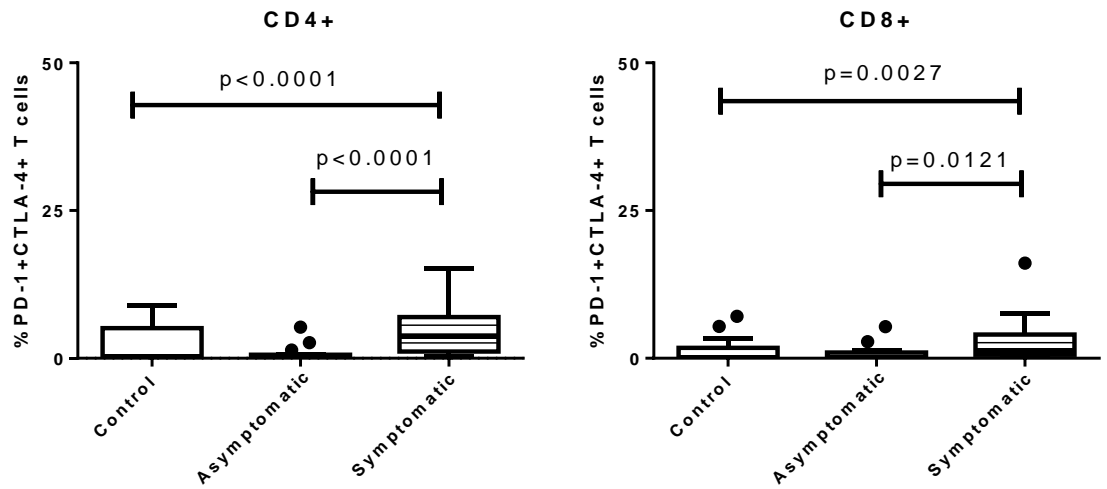 CD4+
%PD-1+CTLA-4+ T cells
50
25
0
p<0.0001
p<0.0001
Control
Asymptomatic
Symptomatic
CD8+
%PD-1+CTLA-4+ T cells
50
25
0
p=0.0027
p=0.0121
Control
Asymptomatic
Symptomatic